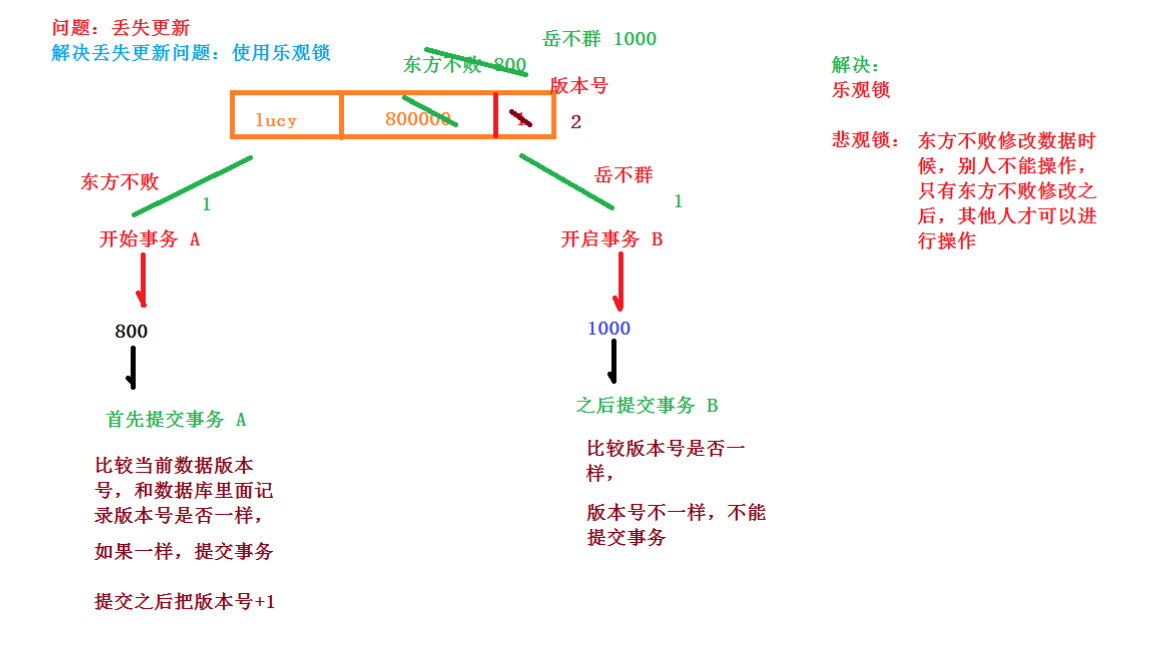 问题：丢失更新
解决丢失更新问题：使用乐观锁
岳不群 1000
东方不败 800
版本号
lucy
800000
1
2
东方不败
1
开始事务 A
800
首先提交事务 A
比较当前数据版本
号，和数据库里面记
录版本号是否一样，
如果一样，提交事务
提交之后把版本号+1
岳不群
1
开启事务 B
1000
之后提交事务 B
比较版本号是否一
样，
版本号不一样，不能
提交事务
解决：
乐观锁
悲观锁： 东方不败修改数据时
候，别人不能操作，
只有东方不败修改之
后，其他人才可以进
行操作